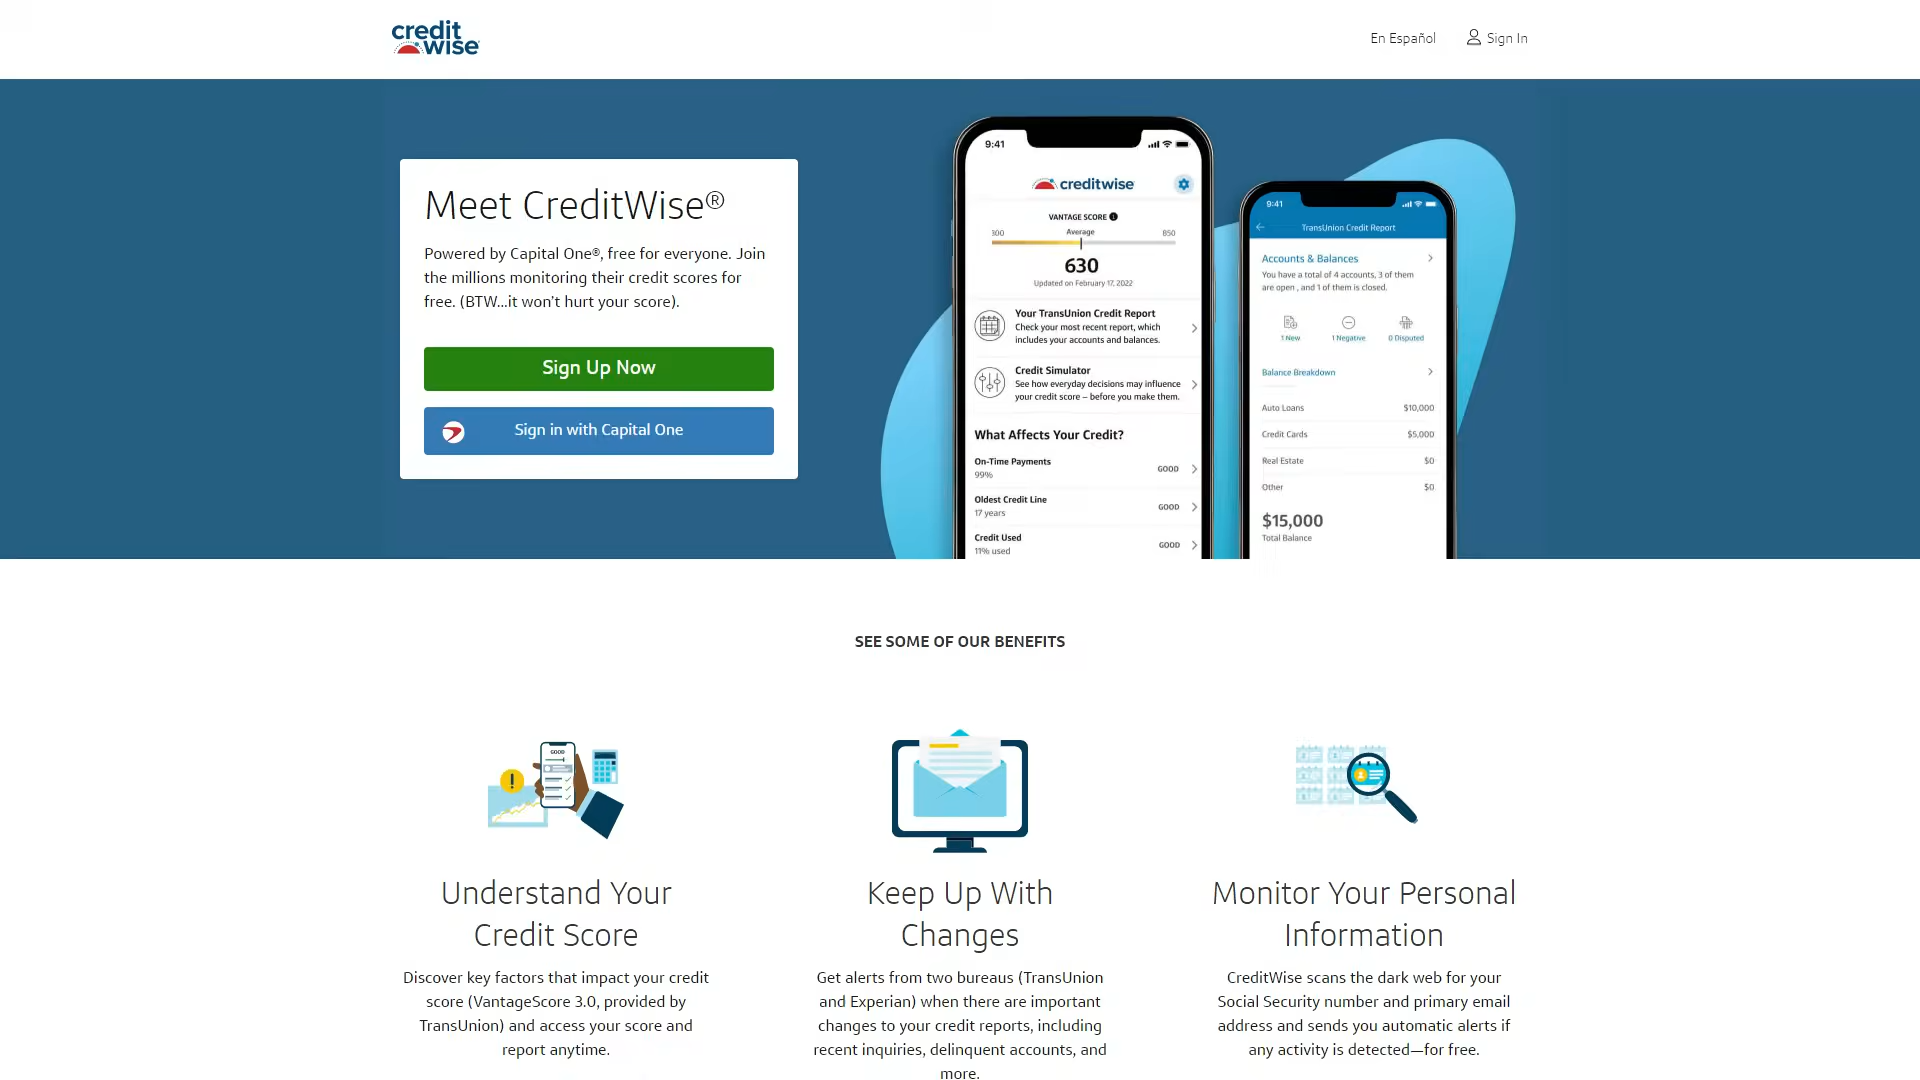 credit
wise
En Español
Sign In
Meet CreditWise®
Powered by Capital One®, free for everyone. Join
the millions monitoring their credit scores for
free. (BTW...it won't hurt your score).
Sign Up Now
Sign in with Capital One
9:41
creditwise
VANTAGE SCORE
300
Average
850
630
Updated on February 17, 2022
Your TransUnion Credit Report
Check your most recent report, which
includes your accounts and balances.
Credit Simulator
See how everyday decisions may influence
your credit score – before you make them.
What Affects Your Credit?
On-Time Payments
99%
GOOD
Oldest Credit Line
17 years
GOOD
Credit Used
11% used
GOOD
9:41
TransUnion Credit Report
Accounts & Balances
You have a total of 4 accounts, 3 of them
are open , and 1 of them is closed.
1 New
1 Negative
0 Disputed
Balance Breakdown
Auto Loans
$10,000
Credit Cards
$5,000
Real Estate
$0
Other
$0
$15,000
Total Balance
SEE SOME OF OUR BENEFITS
GOOD
Understand Your
Credit Score
Discover key factors that impact your credit
score (VantageScore 3.0, provided by
TransUnion) and access your score and
report anytime.
Keep Up With
Changes
Get alerts from two bureaus (TransUnion
and Experian) when there are important
changes to your credit reports, including
recent inquiries, delinquent accounts, and
more.
Monitor Your Personal
Information
CreditWise scans the dark web for your
Social Security number and primary email
address and sends you automatic alerts if
any activity is detected—for free.